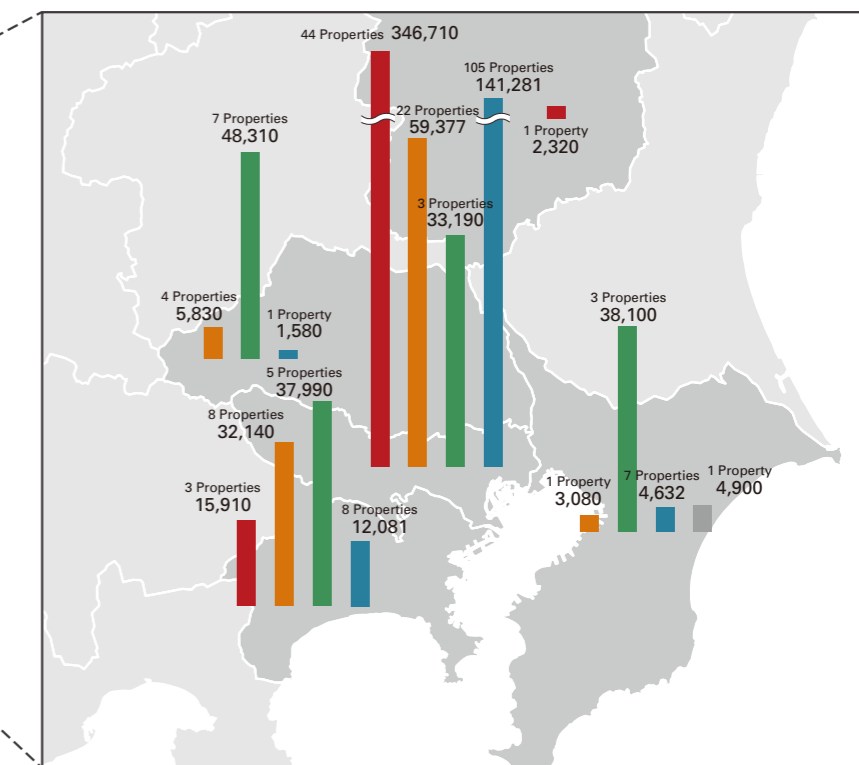 44 Properties 346,710
105 Properties
141,281
22 Properties
59,377
1 Property
2,320
7 Properties
48,310
3 Properties
33,190
4 Properties
5,830
1 Property
1,580
3 Properties
38,100
5 Properties
37,990
8 Properties
32,140
3 Properties
15,910
8 Properties
12,081
1 Property
3,080
7 Properties
4,632
1 Property
4,900